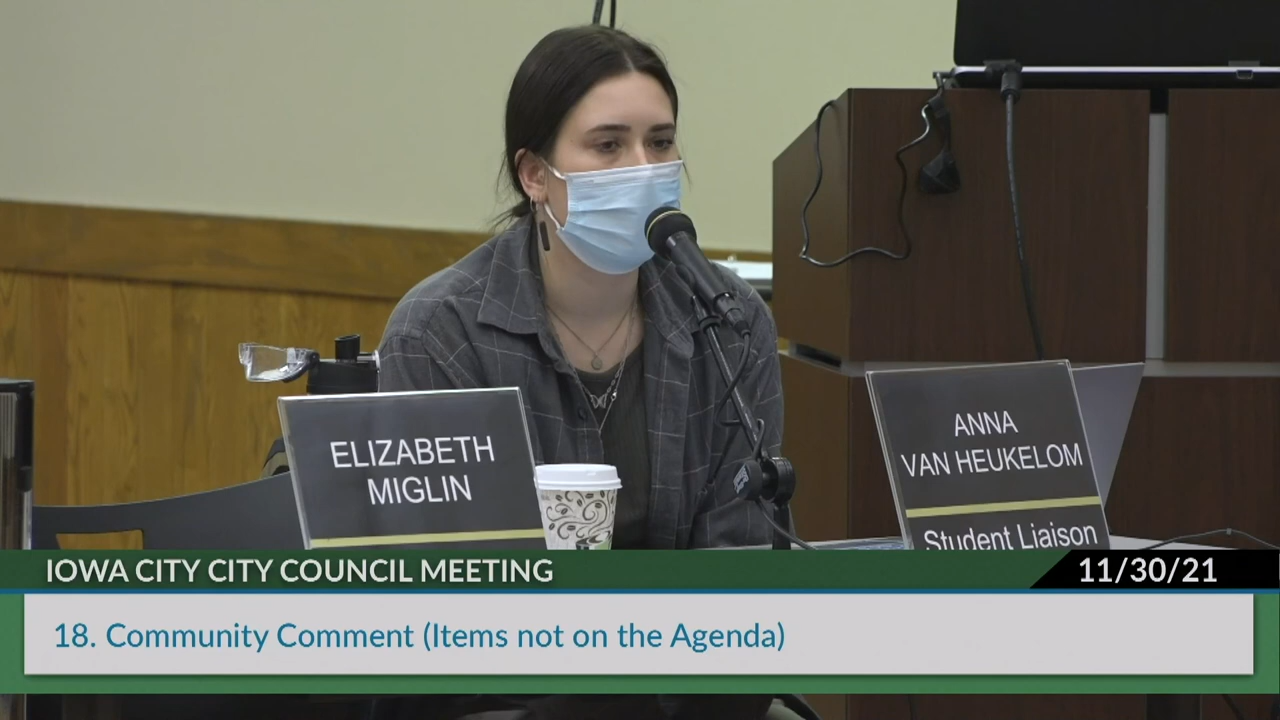 ELIZABETH
MIGLIN
ANNA
VAN HEUKELOM
Student Liaison
IOWA CITY CITY COUNCIL MEETING
11/30/21
18. Community Comment (Items not on the Agenda)